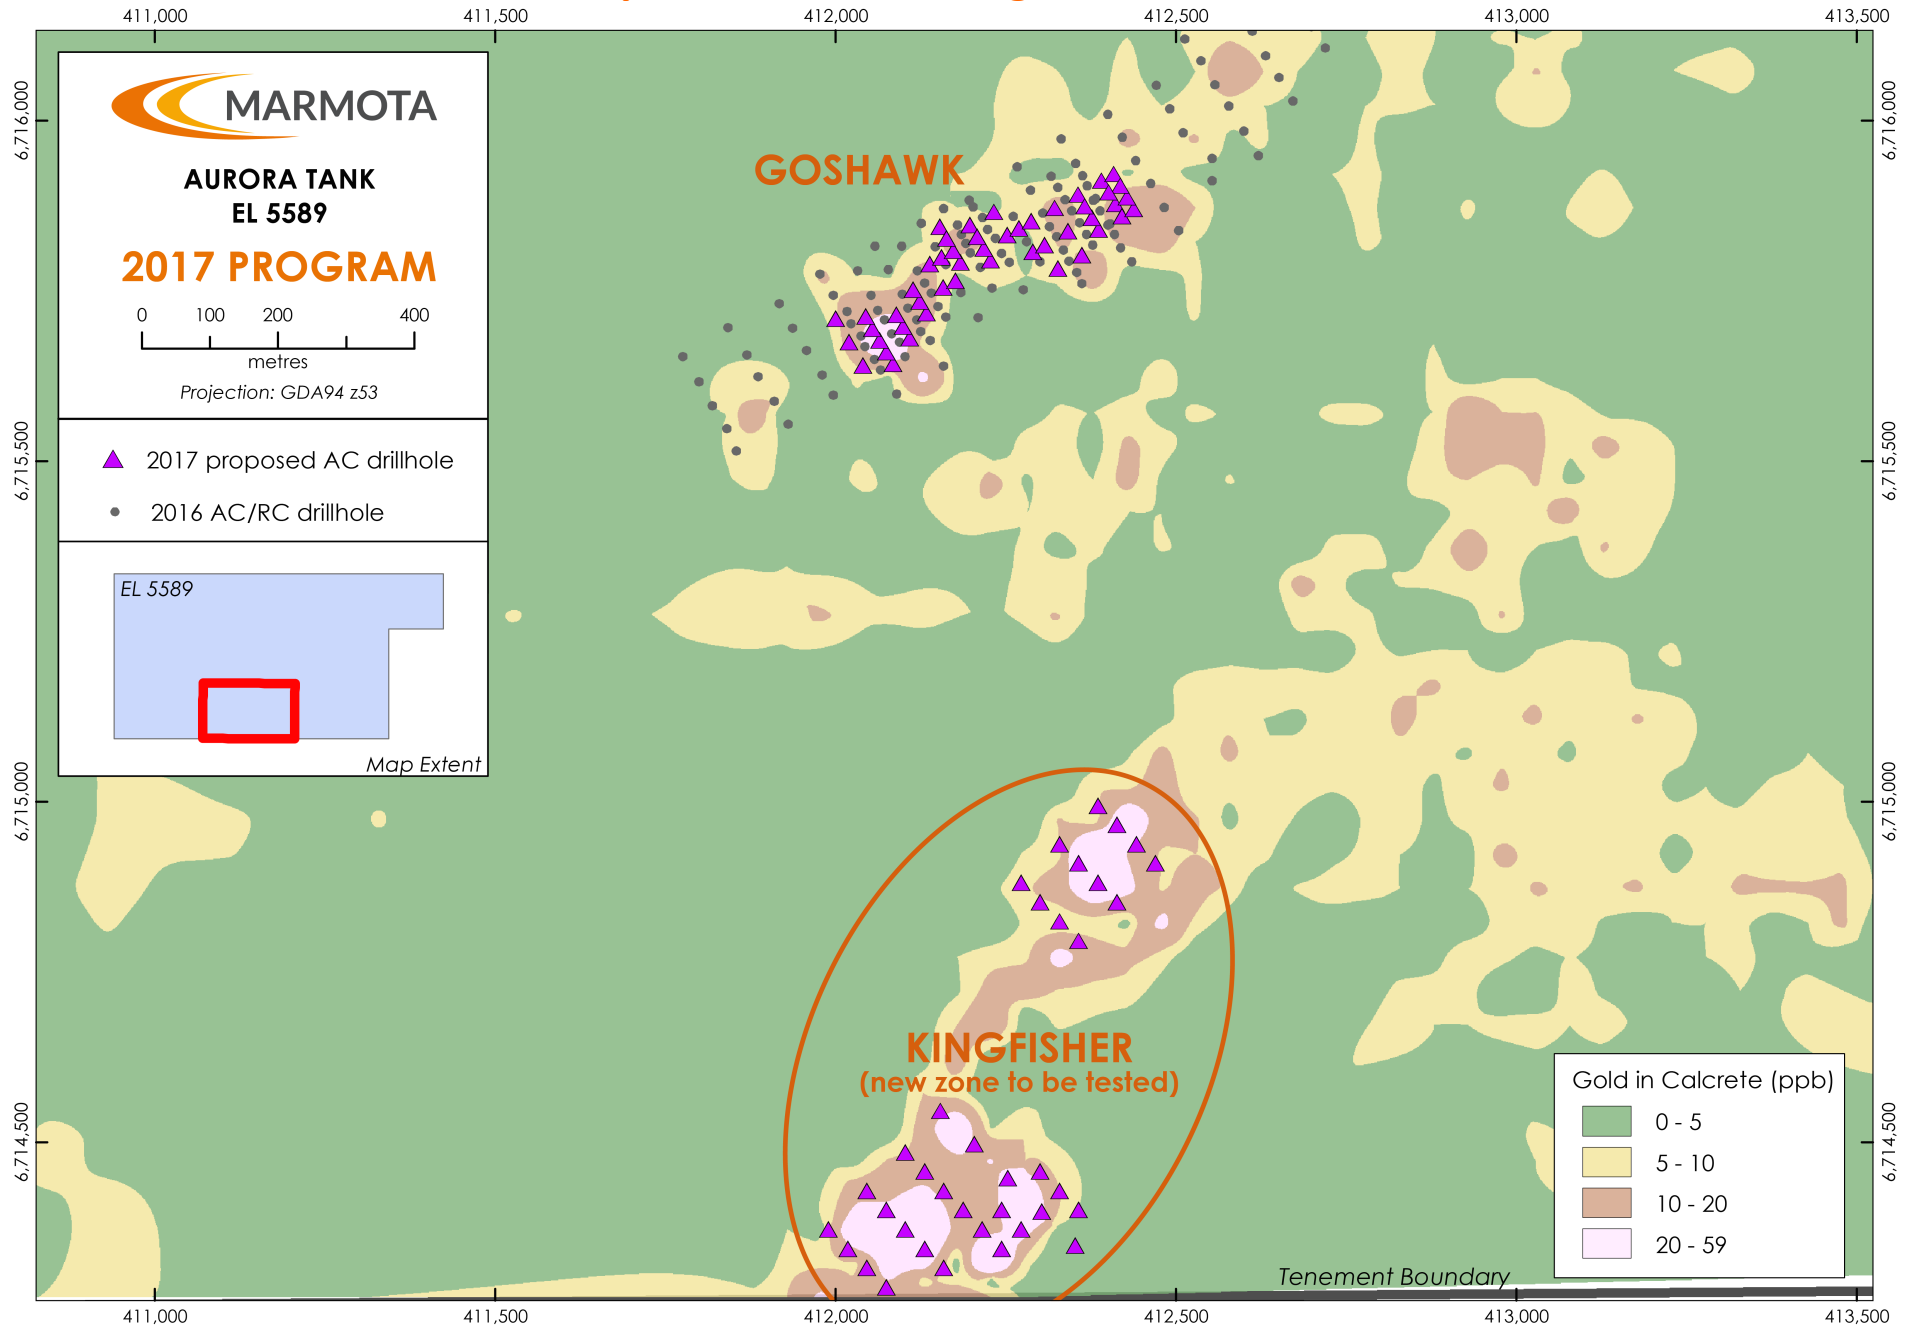 411,000 411,500 412,000 412,500 413,000 413,500
6,716,000
6,715,500
6,715,000
6,714,500
MARMOTA
AURORA TANK
EL 5589
2017 PROGRAM
0 100 200 400
metres
Projection: GDA94 z53
2017 proposed AC drillhole
2016 AC/RC drillhole
EL 5589
Map Extent
GOSHAWK
KINGFISHER
(new zone to be tested)
Gold in Calcrete (ppb)
0 - 5
5 - 10
10 - 20
20 - 59
Tenement Boundary
6,716,000
6,715,500
6,715,000
6,714,500
411,000 411,500 412,000 412,500 413,000 413,500